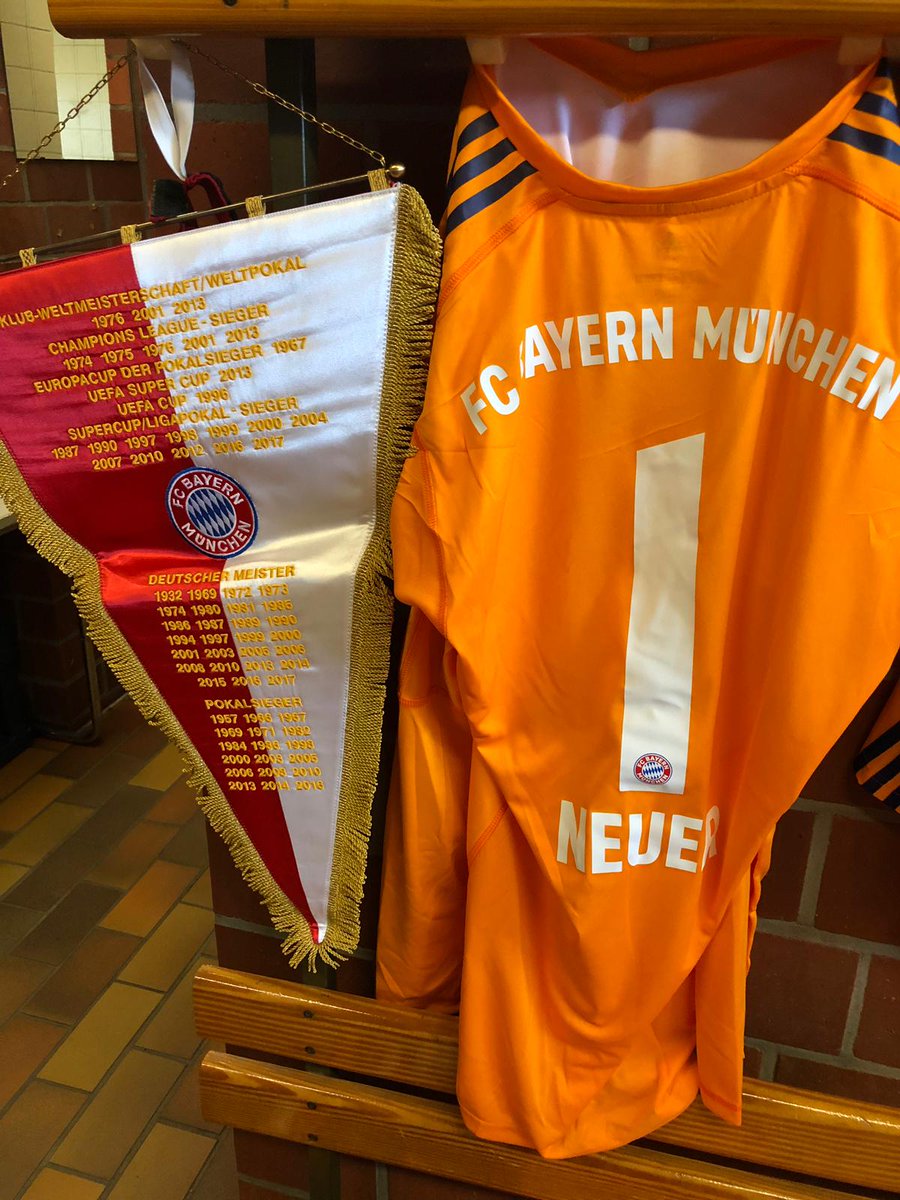 KLUB-WELTMEISTERSCHAFT/WELTPOKAL
1976 2001 2013
CHAMPIONS LEAGUE - SIEGER
1974 1975 1976 2001 2013
EUROPACUP DER POKALSIEGER 1967
UEFA SUPER CUP 2013
UEFA CUP 1996
SUPERCUP/LIGAPOKAL - SIEGER
1987 1990 1997 1998 1999 2000 2004
2007 2010 2012 2016 2017
FC BAYERN
MÜNCHEN
DEUTSCHER MEISTER
1932 1969 1972 1973
1974 1980 1981 1985
1986 1987 1989 1990
1994 1997 1999 2000
2001 2003 2005 2006
2008 2010 2013 2014
2015 2016 2017
POKALSIEGER
1957 1966 1967
1969 1971 1982
1984 1986 1998
2000 2003 2005
2006 2008 2010
2013 2014 2016
FC BAYERN MÜNCHEN
1
FC BAYERN
MÜNCHEN
NEUER